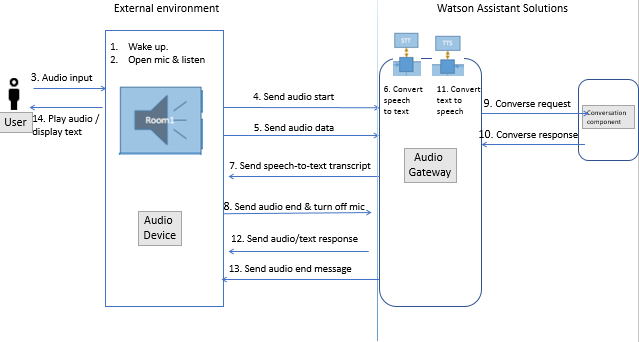 External environment
Watson Assistant Solutions
1. Wake up.
2. Open mic & listen
STT
TTS
3. Audio input
Room1
4. Send audio start
6. Convert
speech
to text
11. Convert
text to
speech
9. Converse request
Conversation
component
User
14. Play audio /
display text
5. Send audio data
10. Converse response
7. Send speech-to-text transcript
Audio
Gateway
8. Send audio end & turn off mic
Audio
Device
12. Send audio/text response
13. Send audio end message